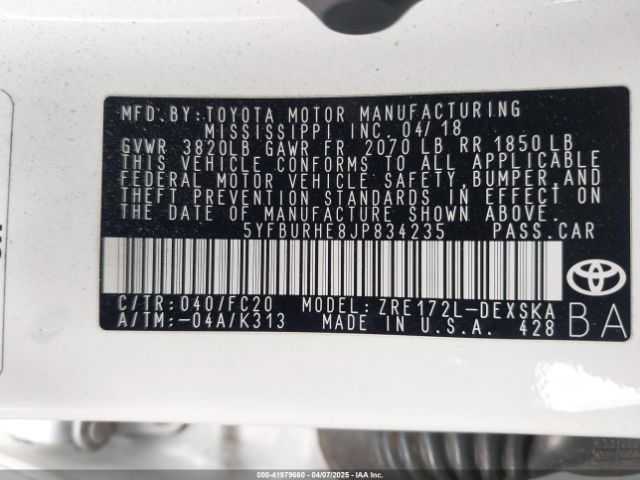 MFD.BY:TOYOTA MOTOR MANUFACTURING
MISSISSIPPI INC.04/18
GVWR 3820LB GAWR FR 2070 LB RR 1850 LB
THIS VEHICLE CONFORMS TO ALL APPLICABLE
FEDERAL MOTOR VEHICLE SAFETY,BUMPER,AND
THEFT PREVENTION STANDARDS IN EFFECT ON
THE DATE OF MANUFACTURE SHOWN ABOVE.
5YFBURHE8JP834235 PASS.CAR
C/TR:040/FC20 MODEL:ZRE172L-DEXSKA
A/TM:-04A/K313 MADE IN U.S.A. 428
BA
000-41979660 - 04/07/2025 - IAA Inc.